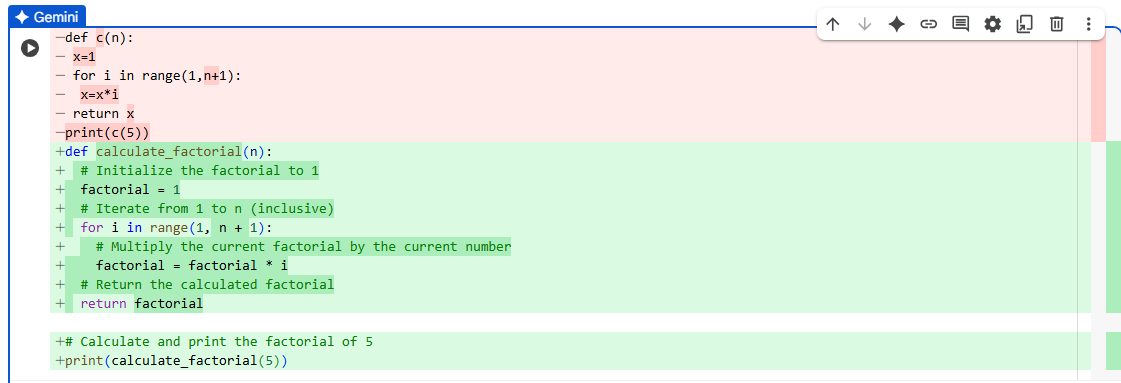 Gemini
−def c(n):
− x=1
− for i in range(1,n+1):
−  x=x*i
− return x
−print(c(5))
+def calculate_factorial(n):
+  # Initialize the factorial to 1
+  factorial = 1
+  # Iterate from 1 to n (inclusive)
+  for i in range(1, n + 1):
+    # Multiply the current factorial by the current number
+    factorial = factorial * i
+  # Return the calculated factorial
+  return factorial
+# Calculate and print the factorial of 5
+print(calculate_factorial(5))